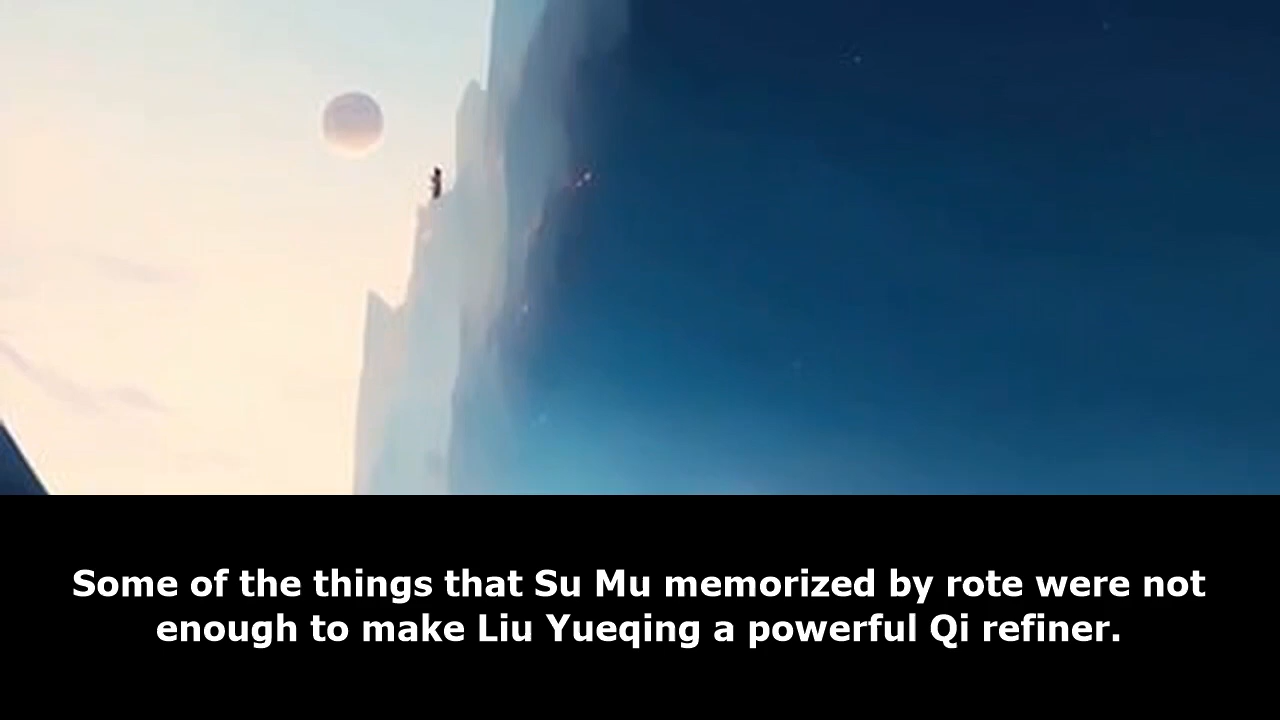 Some of the things that Su Mu memorized by rote were not
enough to make Liu Yueqing a powerful Qi refiner.